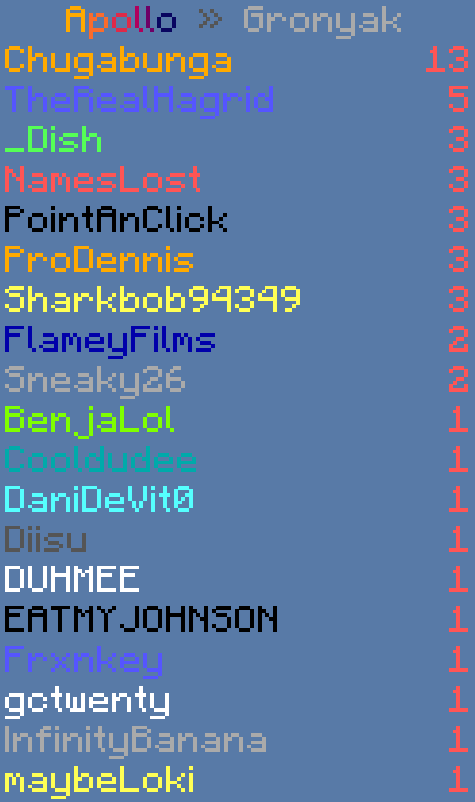 Apollo » Gronyak
Chugabunga 13
TheRealHagrid 5
_Dish 3
NamesLost 3
PointAnClick 3
ProDennis 3
Sharkbob94349 3
FlameyFilms 2
Sneaky26 2
BenjaLol 1
Cooldudee 1
DaniDeVit0 1
Diisu 1
DUHMEE 1
EATMYJOHNSON 1
Frxnkey 1
gctwenty 1
InfinityBanana 1
maybeLoki 1